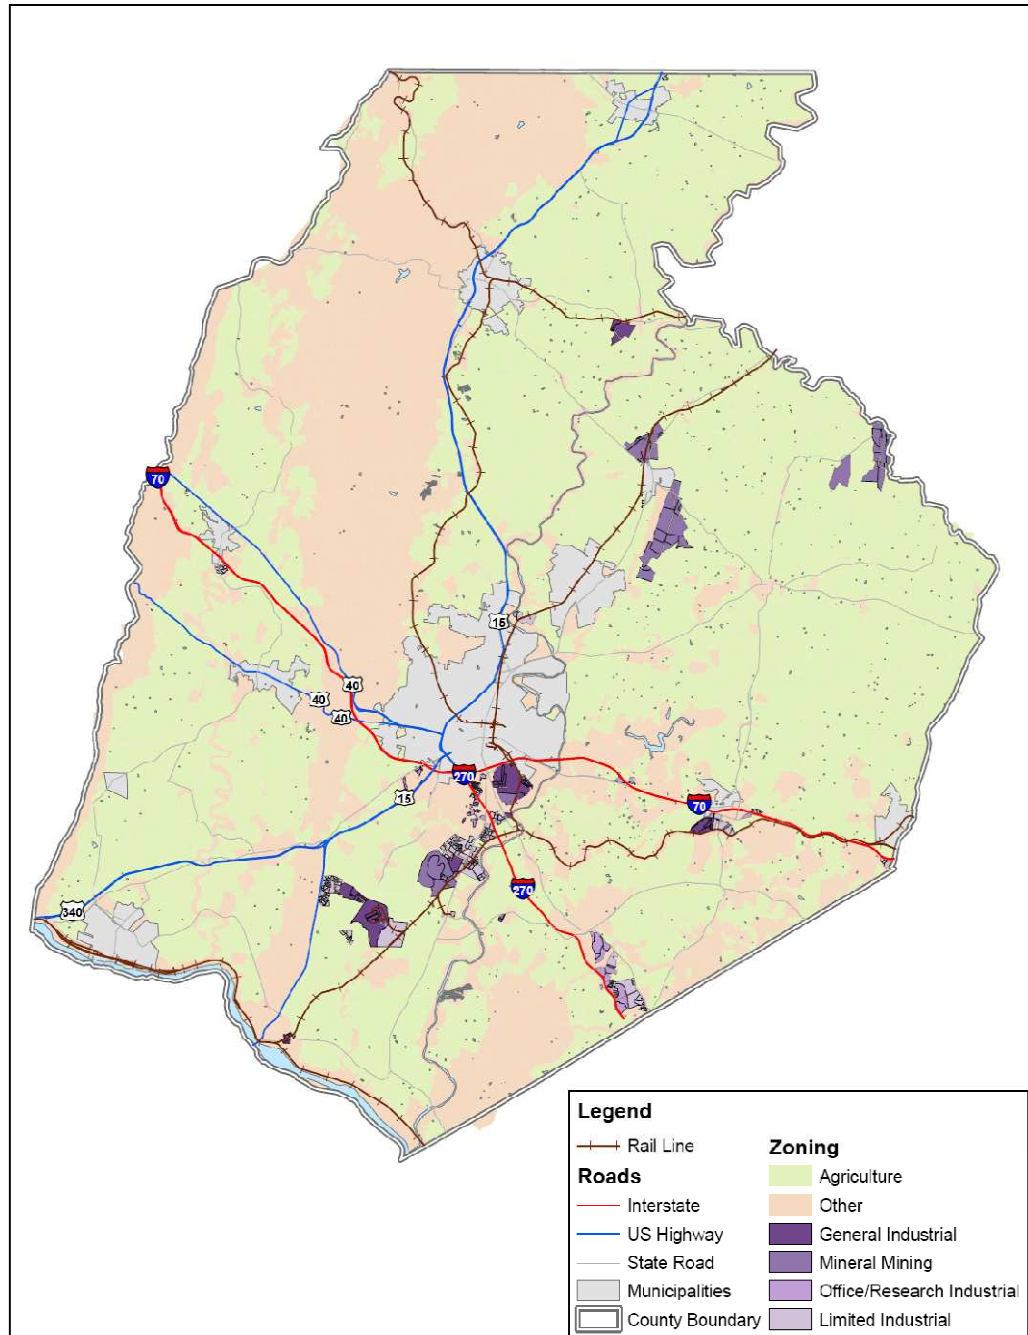 70
15
40
40
40
270
15
70
270
340
Legend
Rail Line
Roads
Interstate
US Highway
State Road
Municipalities
County Boundary
Zoning
Agriculture
Other
General Industrial
Mineral Mining
Office/Research Industrial
Limited Industrial